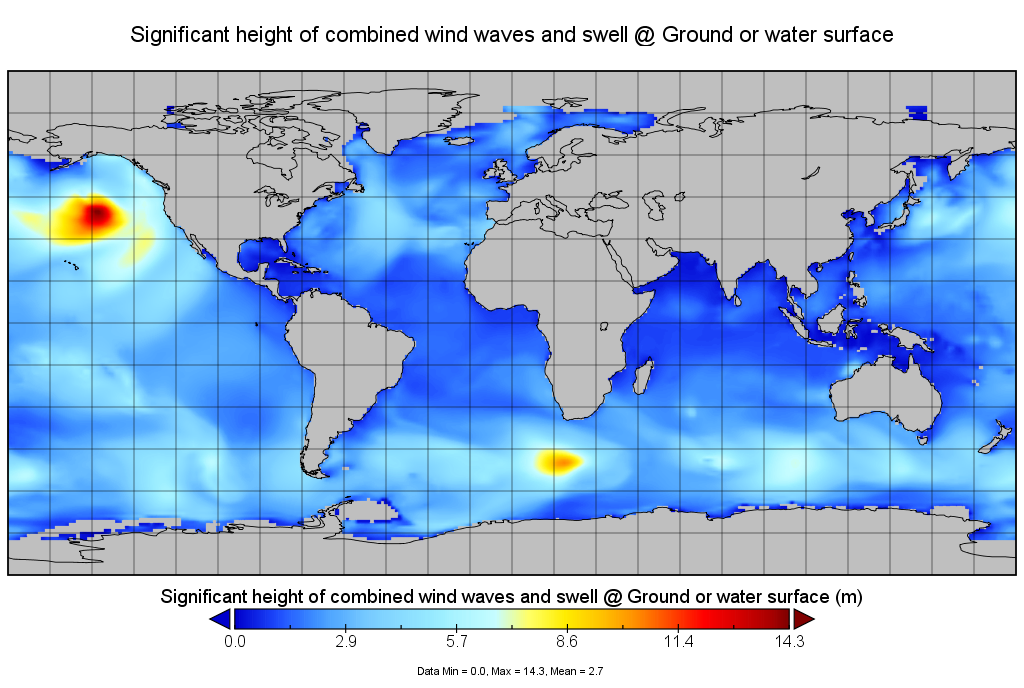 Significant height of combined wind waves and swell @ Ground or water surface
Significant height of combined wind waves and swell @ Ground or water surface (m)
0.0 2.9 5.7 8.6 11.4 14.3
Data Min = 0.0, Max = 14.3, Mean = 2.7